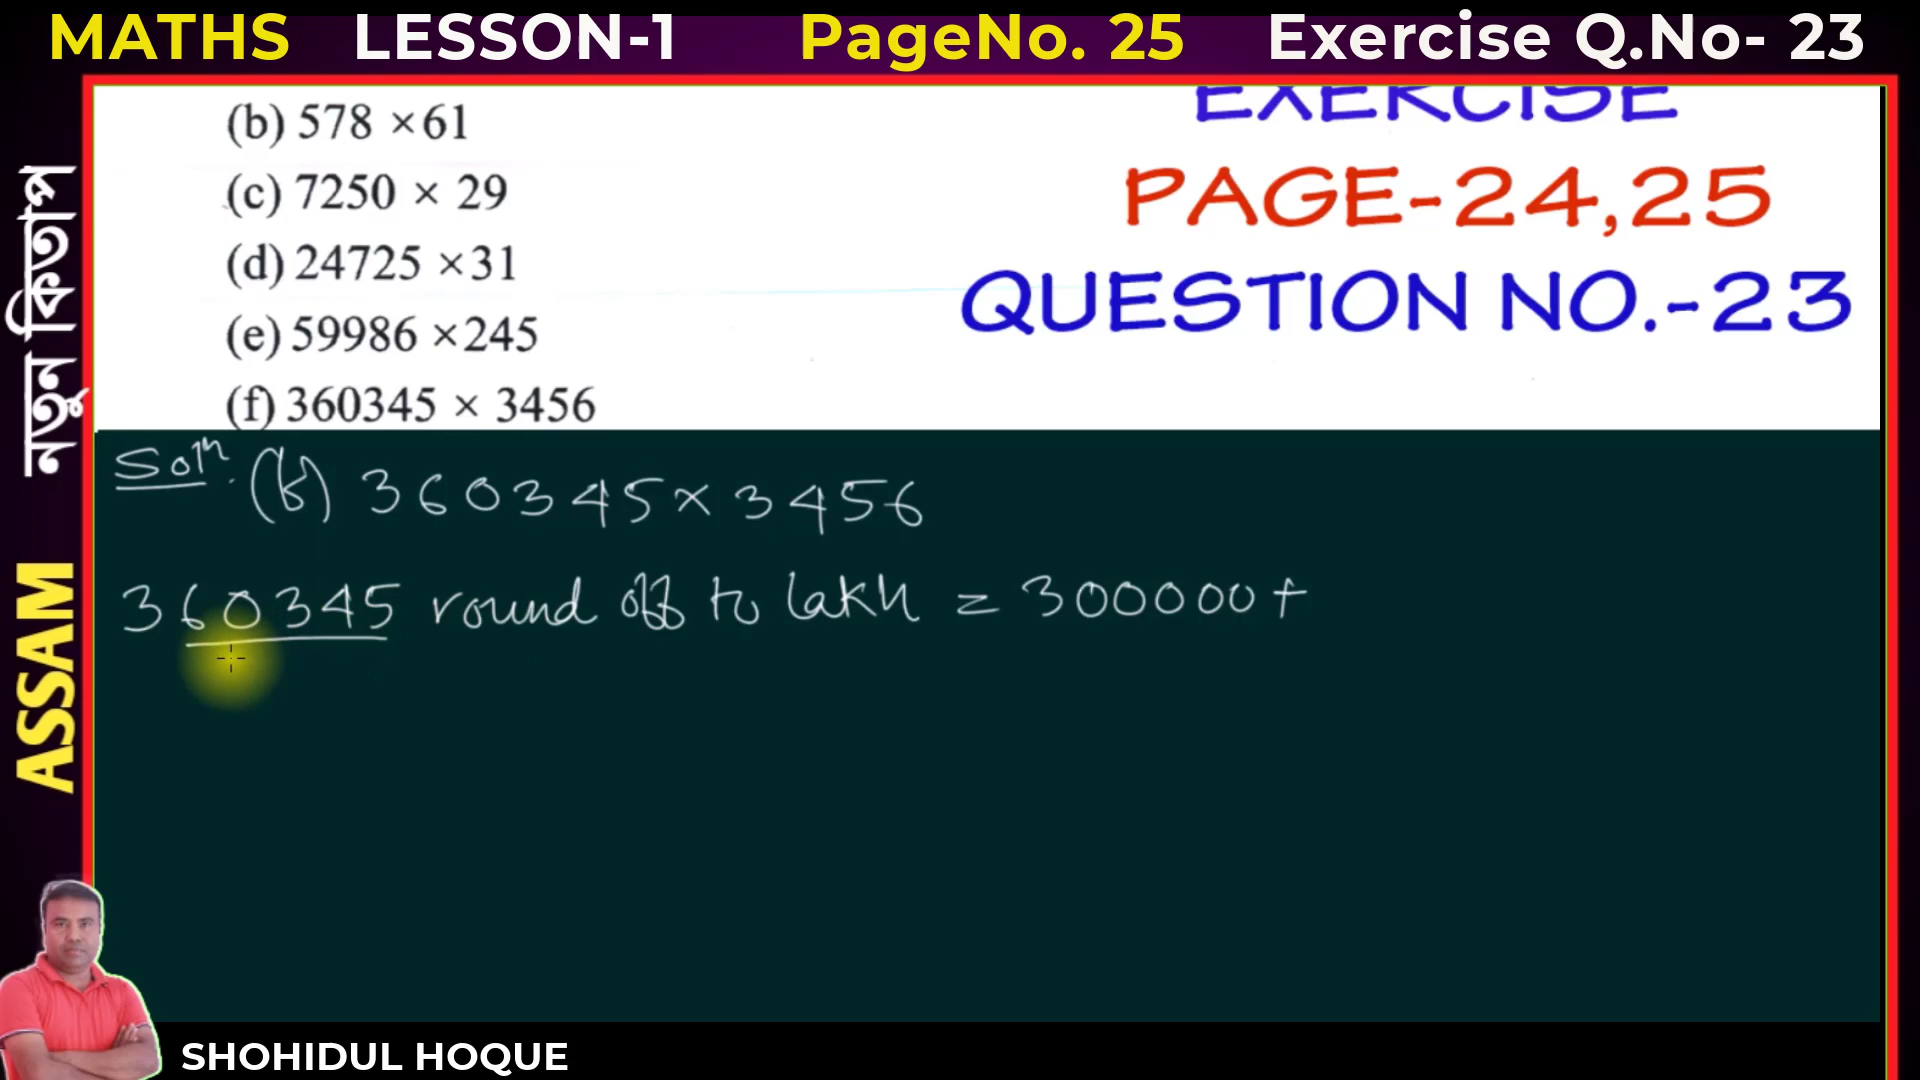 MATHS LESSON-1 PageNo. 25 Exercise Q.No- 23
নতুন কিতাপ
ASSAM
(b) 578 ×61
(c) 7250 × 29
(d) 24725 ×31
(e) 59986 ×245
(f) 360345 × 3456
EXERCISE
PAGE-24,25
QUESTION NO.-23
Soln. (f) 360345 × 3456
360345 round off to lakh = 300000 +
SHOHIDUL HOQUE